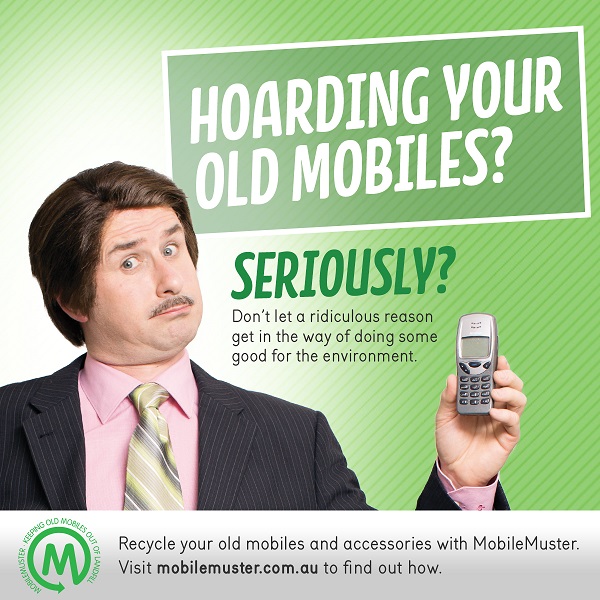 HOARDING YOUR
OLD MOBILES?
SERIOUSLY?
Don't let a ridiculous reason
get in the way of doing some
good for the environment.
MOBILEMUSTER · KEEPING OLD MOBILES OUT OF LANDFILL
M
Recycle your old mobiles and accessories with MobileMuster.
Visit mobilemuster.com.au to find out how.